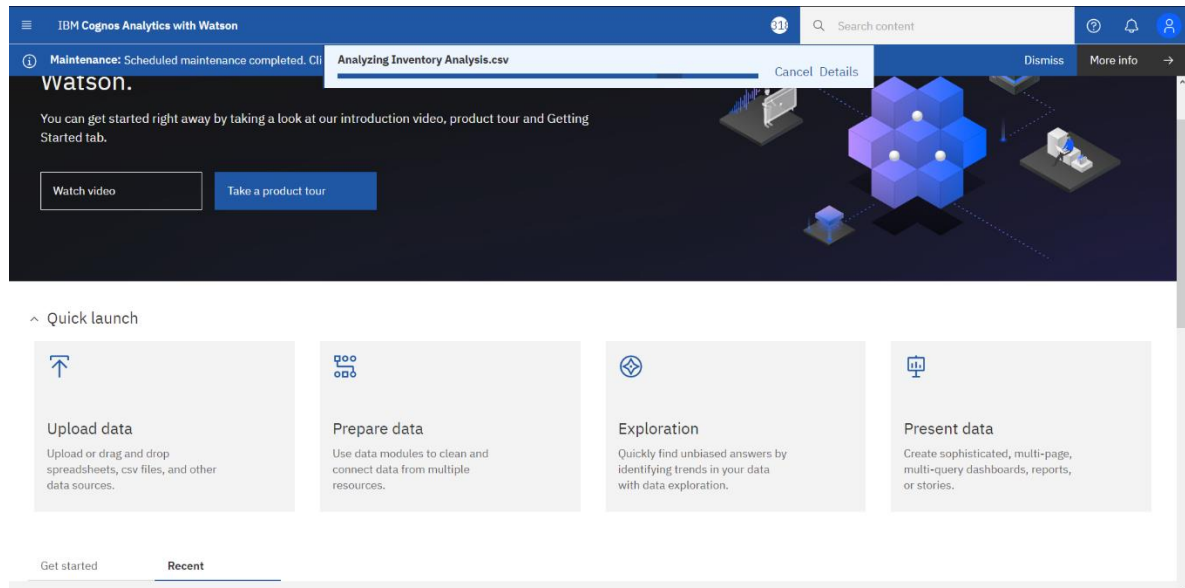 IBM Cognos Analytics with Watson
Search content
Maintenance: Scheduled maintenance completed. Cli
Analyzing Inventory Analysis.csv
Cancel Details
Dismiss
More info
Watson.
You can get started right away by taking a look at our introduction video, product tour and Getting
Started tab.
Watch video
Take a product tour
Quick launch
Upload data
Upload or drag and drop
spreadsheets, csv files, and other
data sources.
Prepare data
Use data modules to clean and
connect data from multiple
resources.
Exploration
Quickly find unbiased answers by
identifying trends in your data
with data exploration.
Present data
Create sophisticated, multi-page,
multi-query dashboards, reports,
or stories.
Get started
Recent